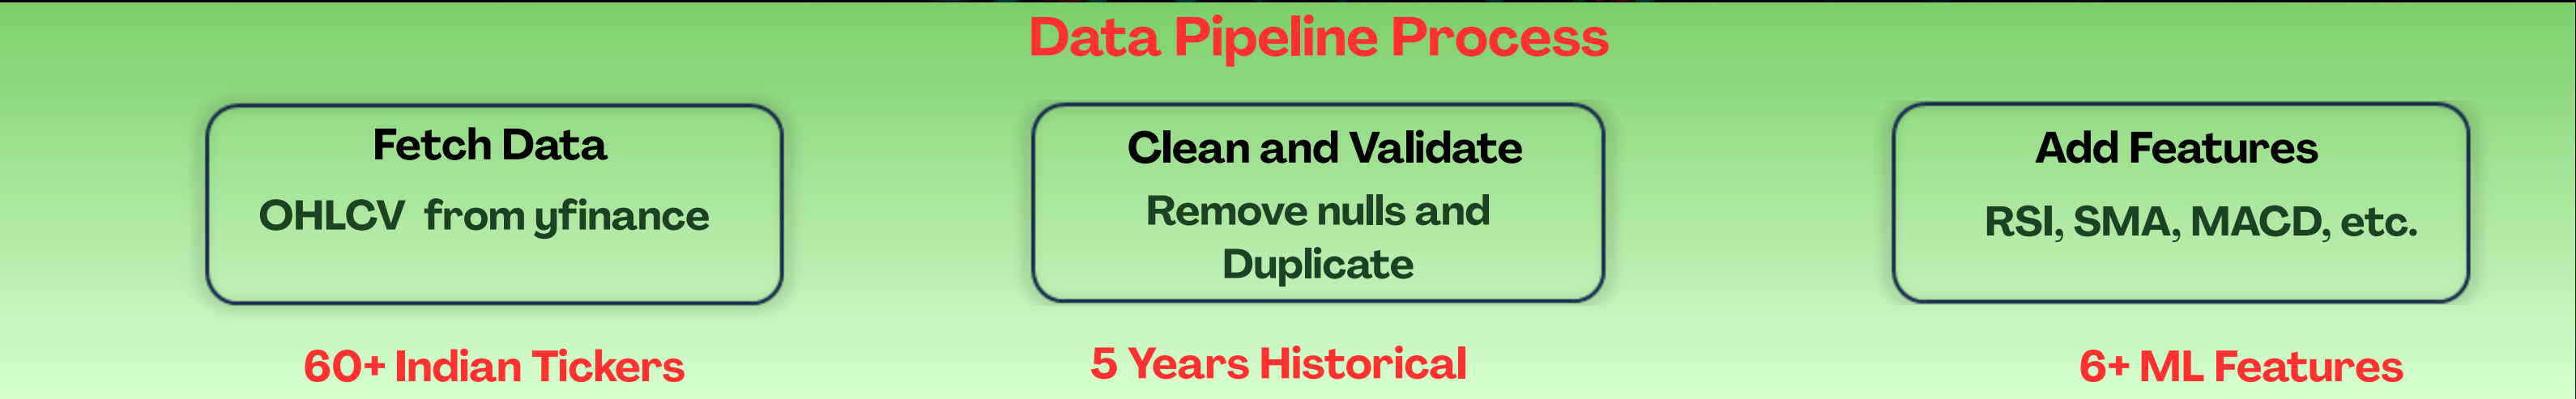 Data Pipeline Process
Fetch Data
OHLCV from yfinance
60+ Indian Tickers
Clean and Validate
Remove nulls and
Duplicate
5 Years Historical
Add Features
RSI, SMA, MACD, etc.
6+ ML Features